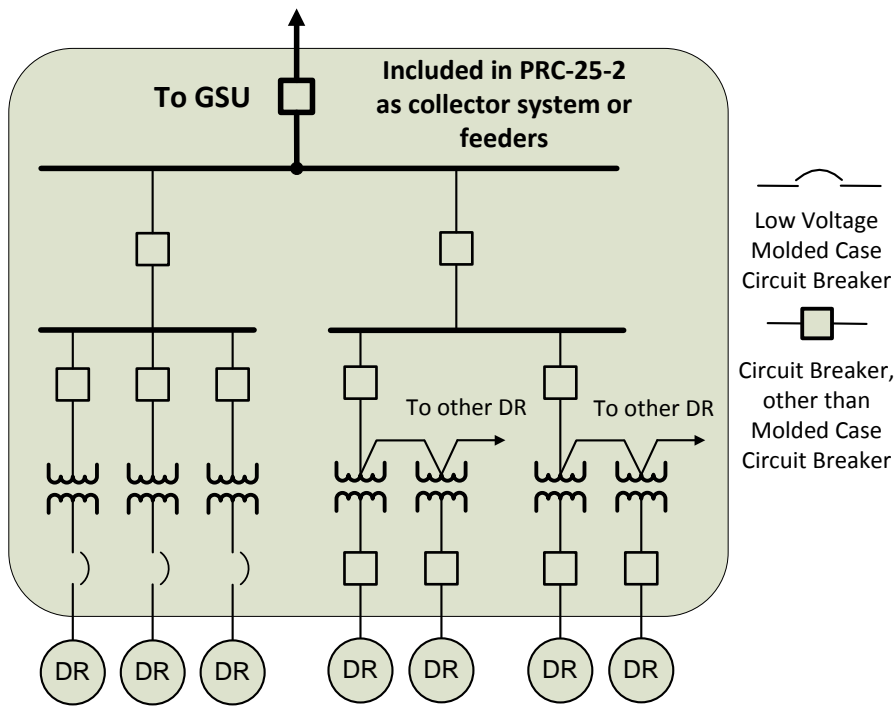 To GSU
Included in PRC-25-2
as collector system or
feeders
Low Voltage
Molded Case
Circuit Breaker
Circuit Breaker,
other than
Molded Case
Circuit Breaker
To other DR
To other DR
DR
DR
DR
DR
DR
DR
DR